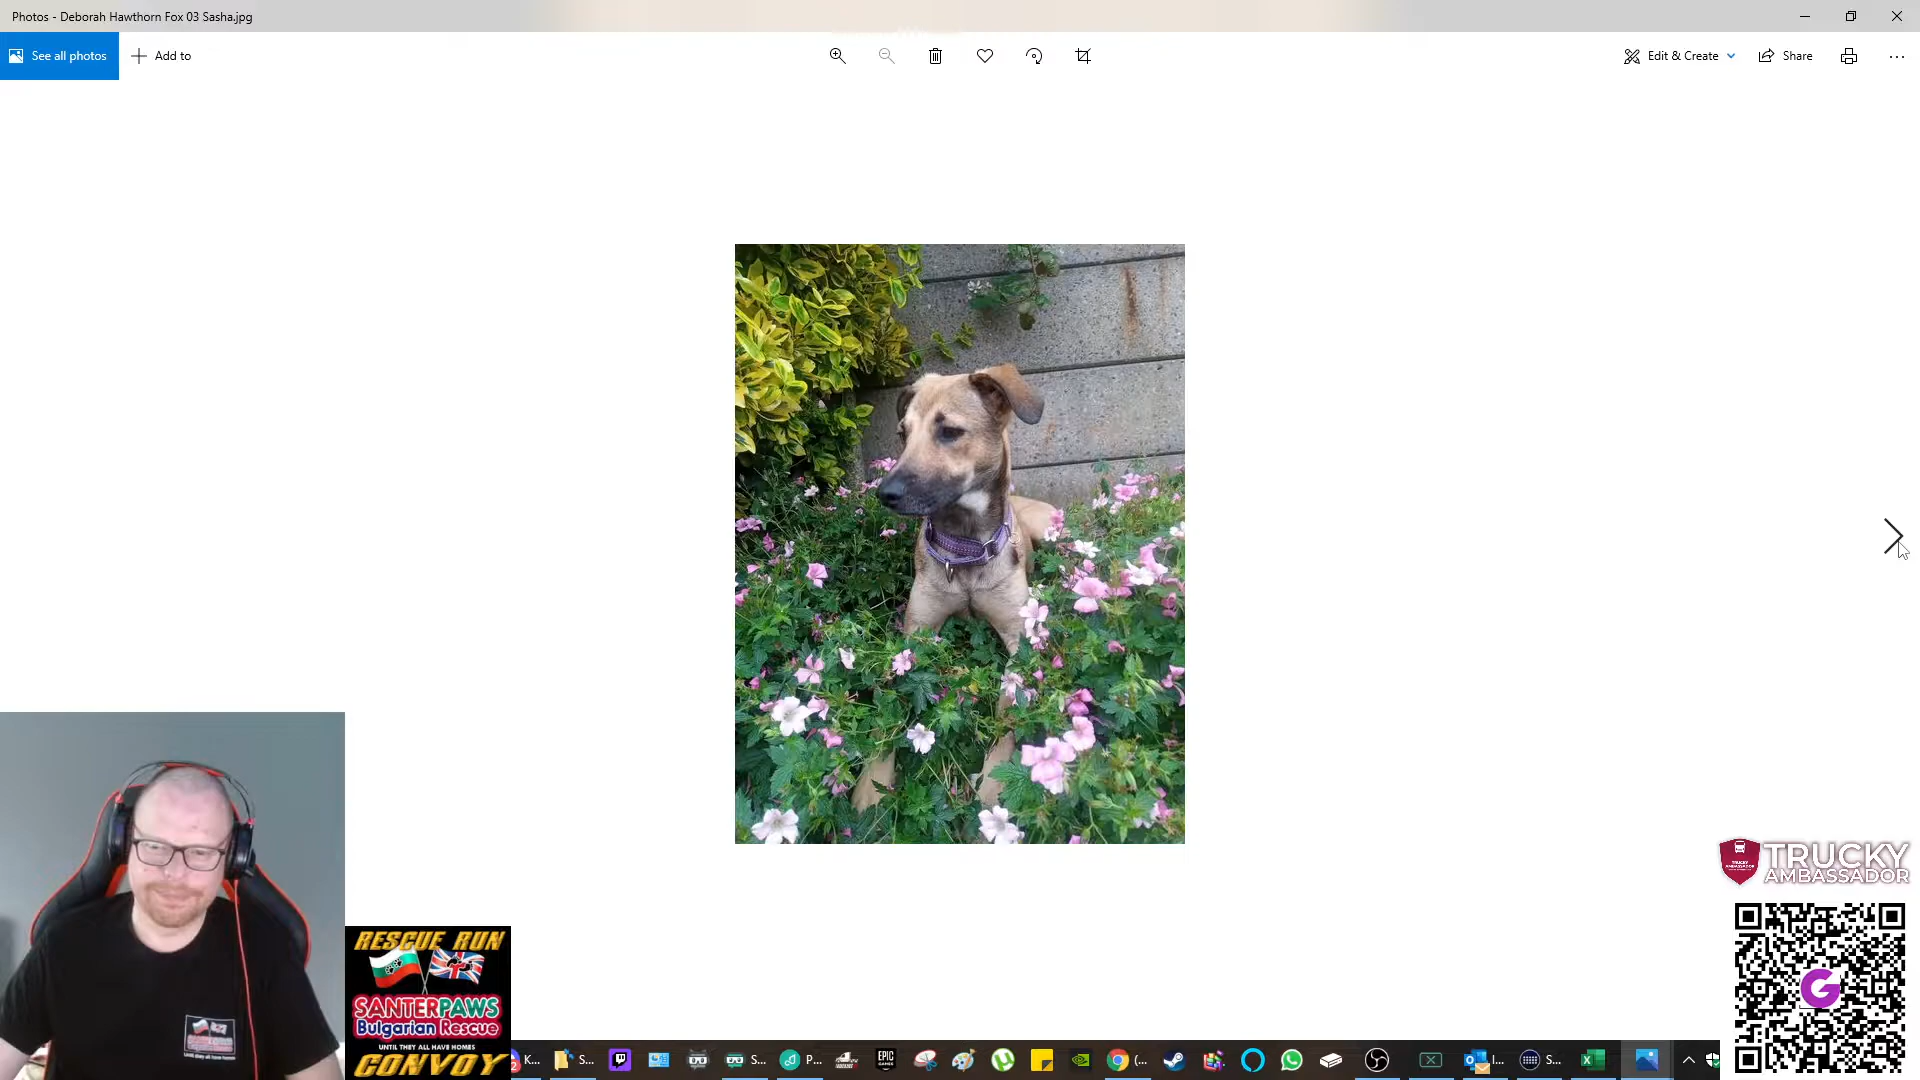 Photos - Deborah Hawthorn Fox 03 Sasha.jpg
See all photos
Add to
Edit & Create
Share
RESCUE RUN
SANTERPAWS
Bulgarian Rescue
UNTIL THEY ALL HAVE HOMES
CONVOY
TRUCKY
AMBASSADOR
K...
S...
S...
P...
EPIC
(...
I...
S...